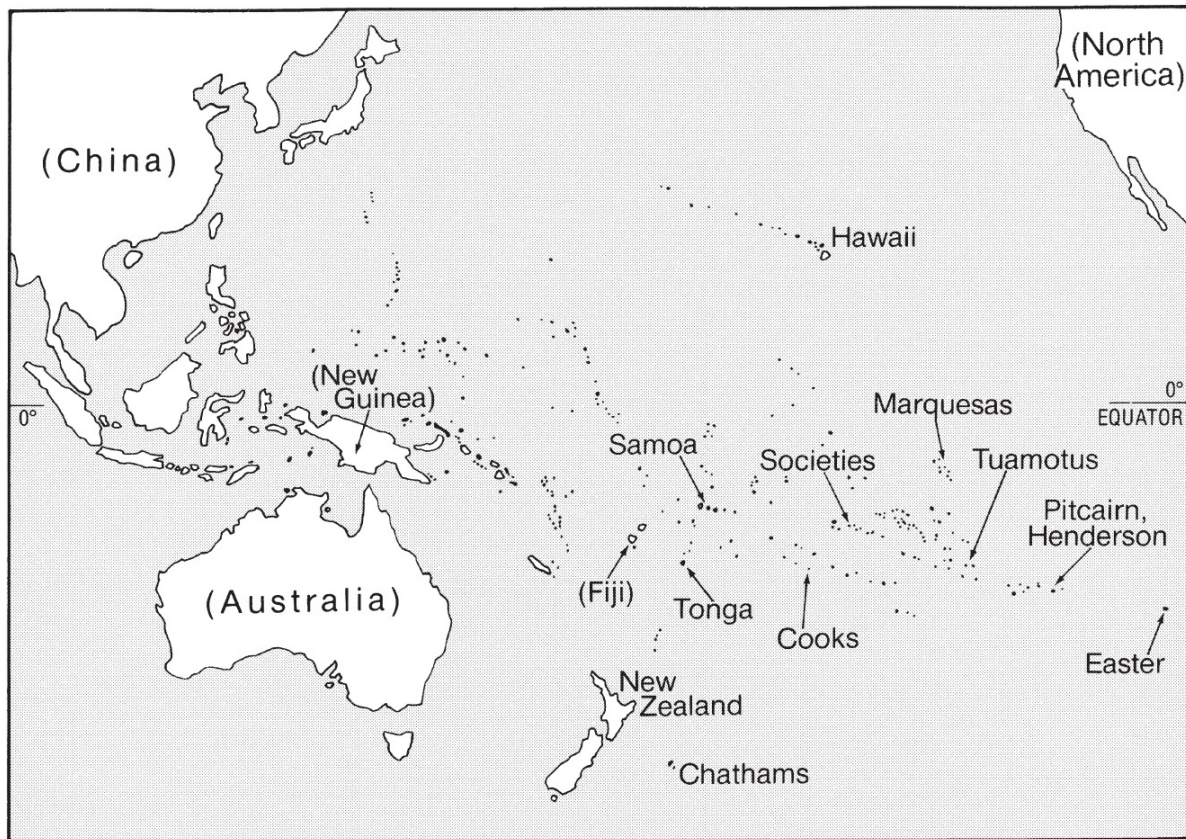 (North
America)
(China)
Hawaii
(New
Guinea)
0°
0°
EQUATOR
Marquesas
Samoa
Societies
Tuamotus
Pitcairn,
Henderson
(Australia)
(Fiji)
Tonga
Cooks
Easter
New
Zealand
Chathams